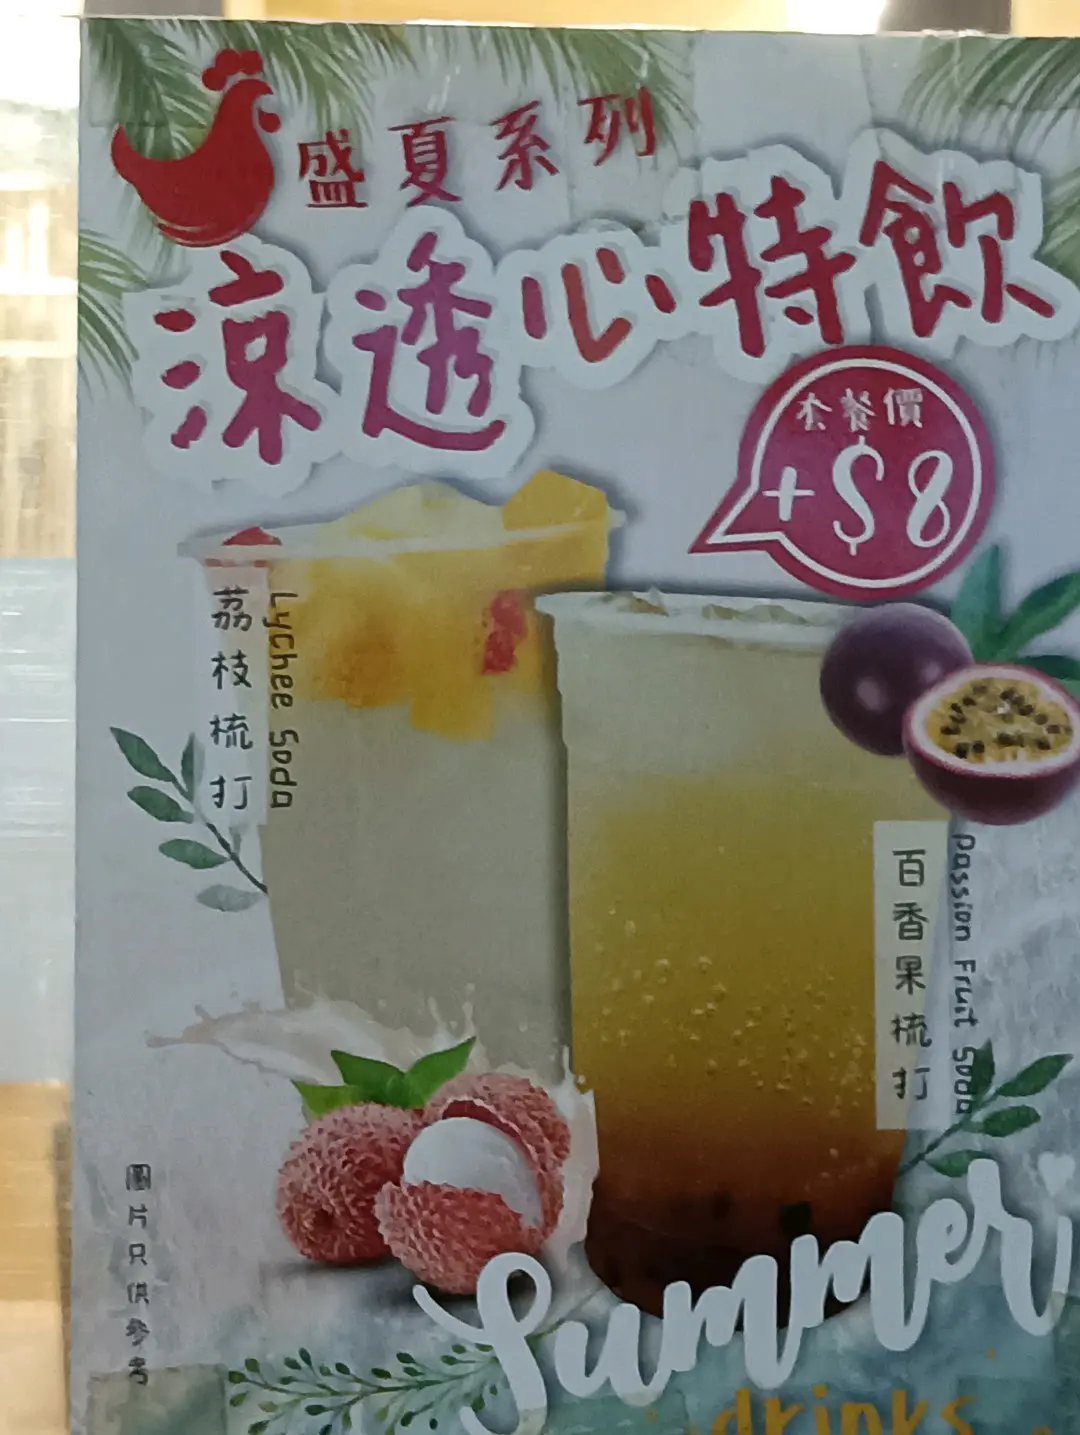 盛夏系列
涼透心特飲
套餐價
+$8
荔枝梳打
Lychee Soda
百香果梳打
Passion Fruit Soda
圖片只供參考
Summer
drinks